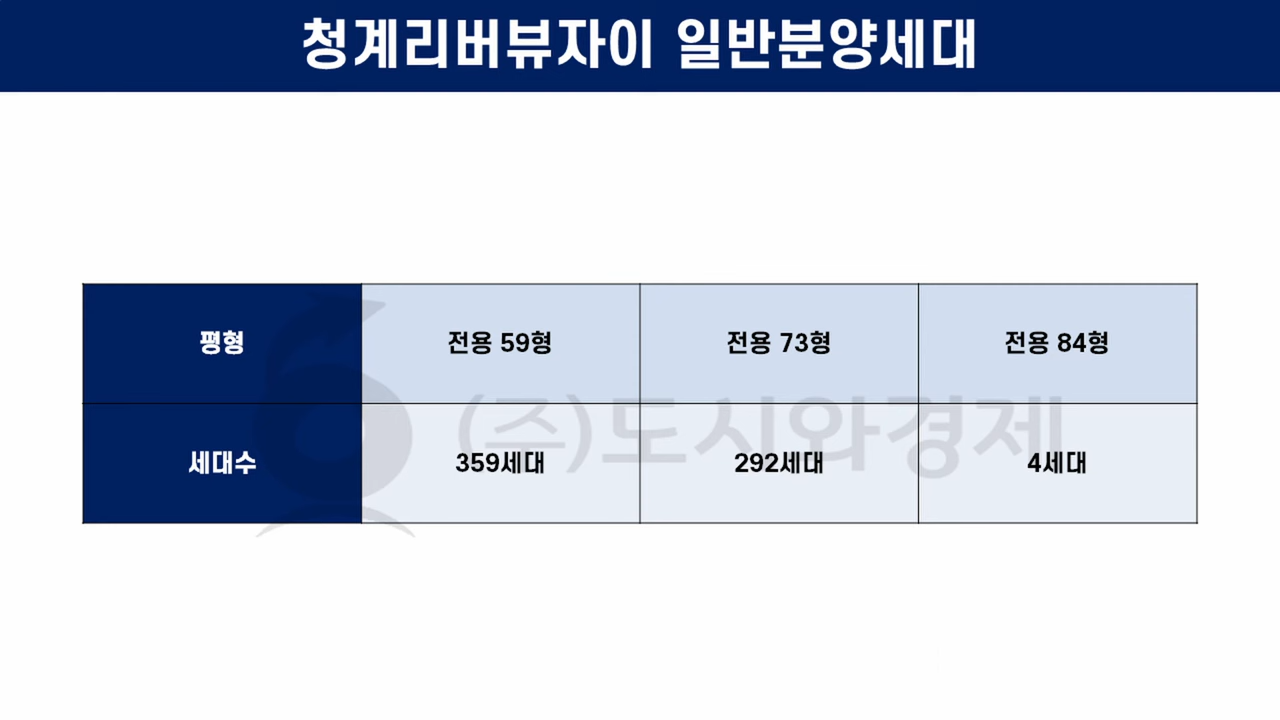 청계리버뷰자이 일반분양세대
평형 전용 59형 전용 73형 전용 84형
(주)도시와경제
세대수 359세대 292세대 4세대